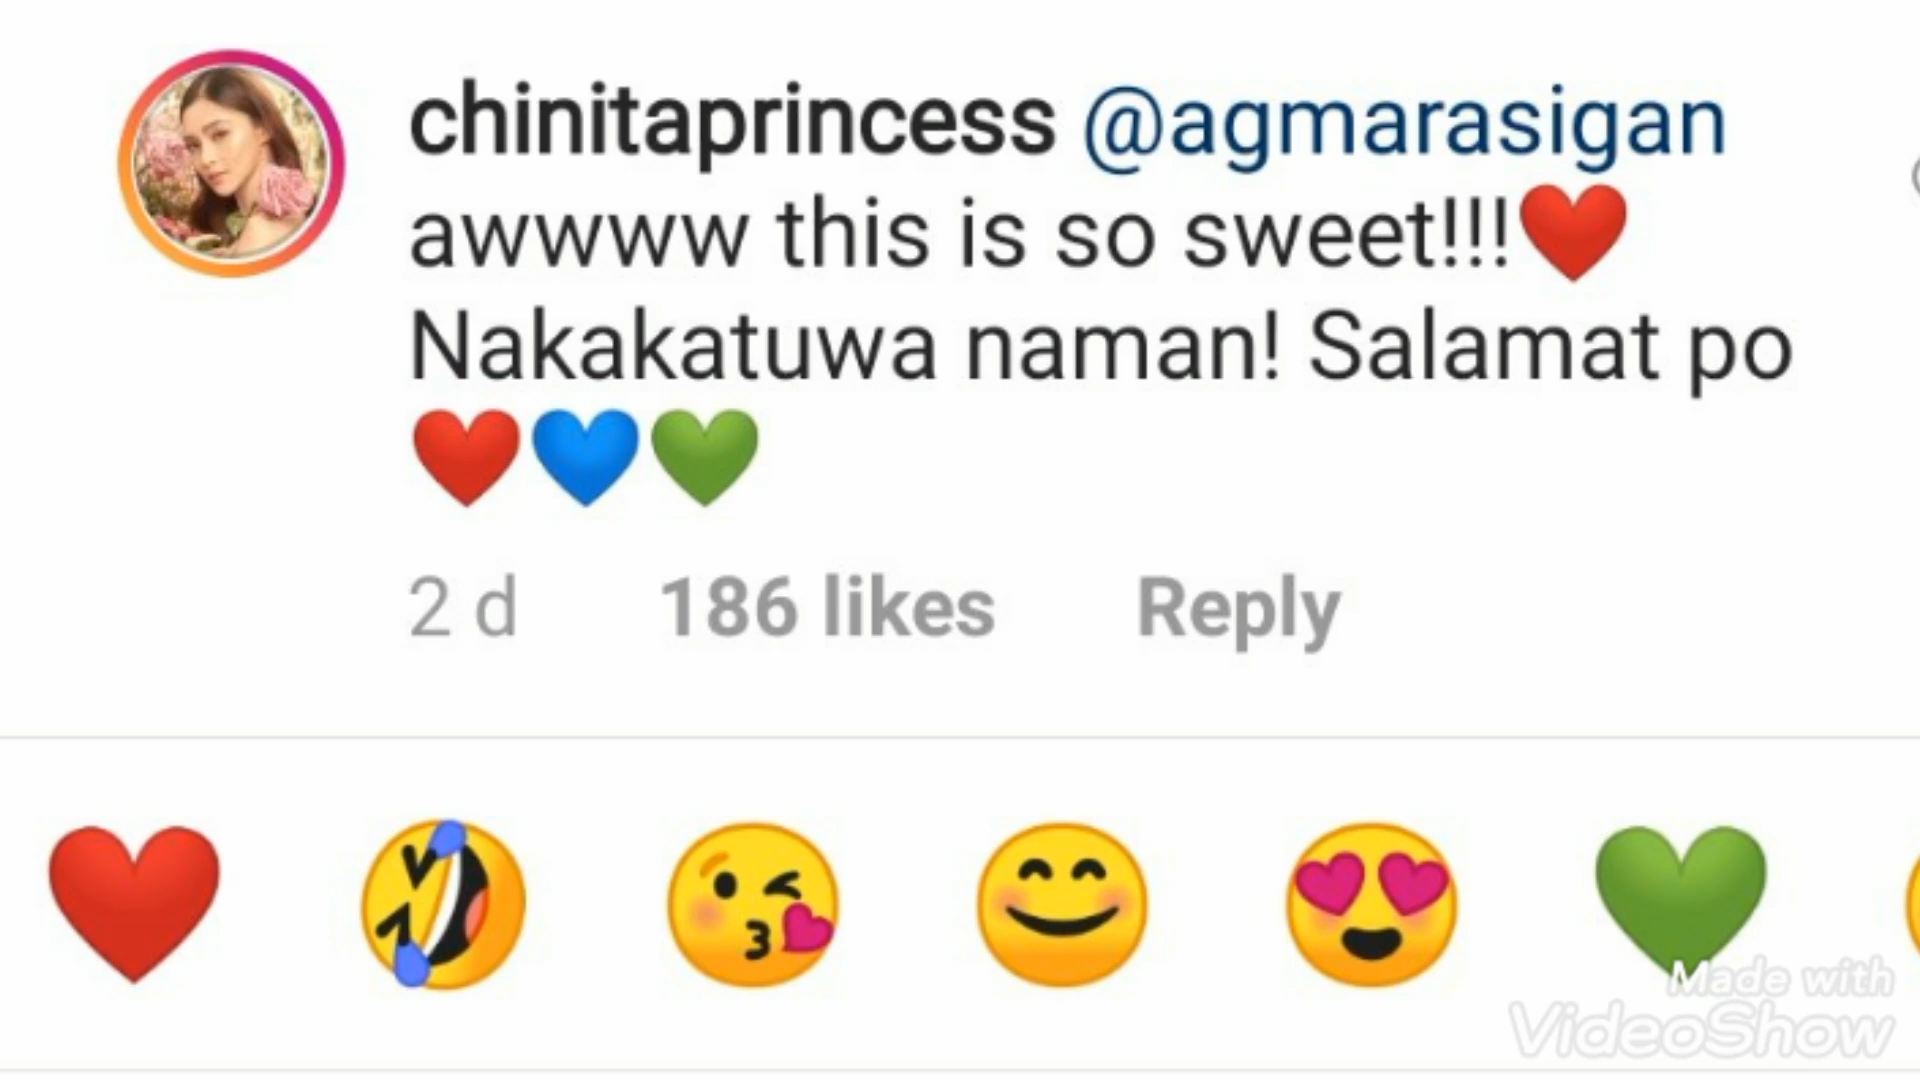 chinitaprincess @agmarasigan
awwww this is so sweet!!!❤️
Nakakatuwa naman! Salamat po
❤️💙💚
2 d 186 likes Reply
Made with
VideoShow